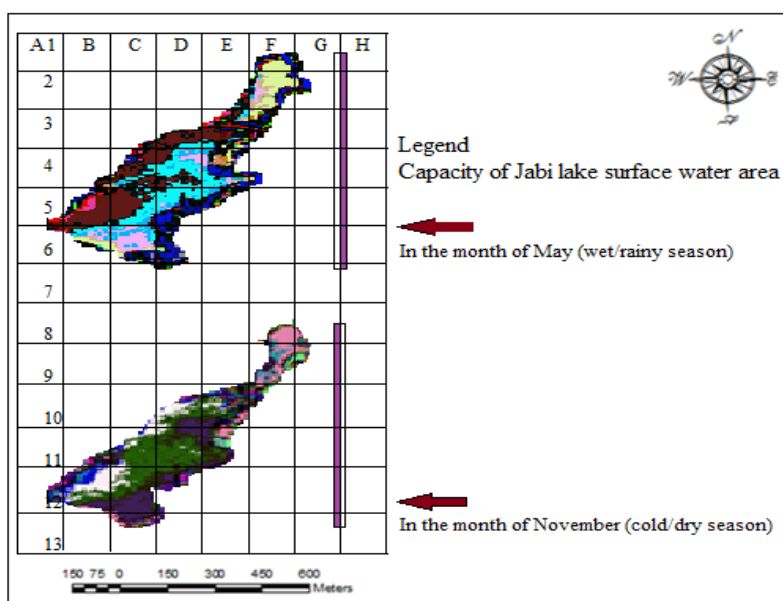 A1 B C D E F G H
2
3
4
5
6
7
8
9
10
11
12
13
N
W E
S
Legend
Capacity of Jabi lake surface water area
In the month of May (wet/rainy season)
In the month of November (cold/dry season)
150 75 0 150 300 450 600
Meters